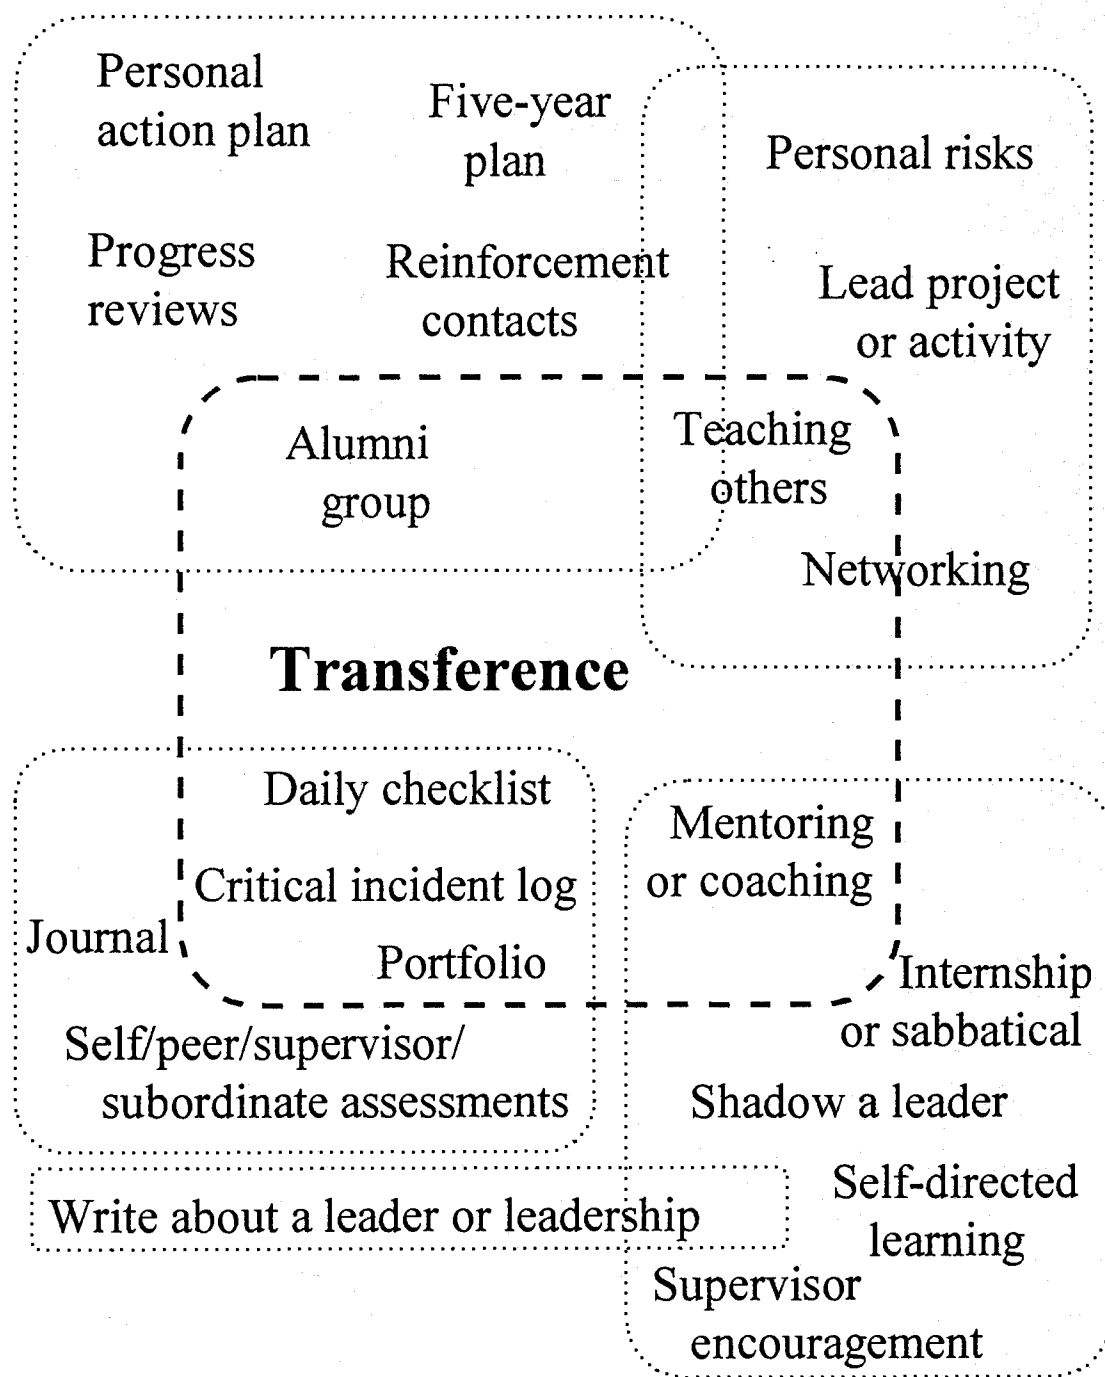 Personal
action plan
Five-year
plan
Personal risks
Progress
reviews
Reinforcement
contacts
Lead project
or activity
Alumni
group
Teaching
others
Networking
Transference
Daily checklist
Critical incident log
Journal
Portfolio
Self/peer/supervisor/
subordinate assessments
Mentoring
or coaching
Internship
or sabbatical
Shadow a leader
Write about a leader or leadership
Self-directed
learning
Supervisor
encouragement